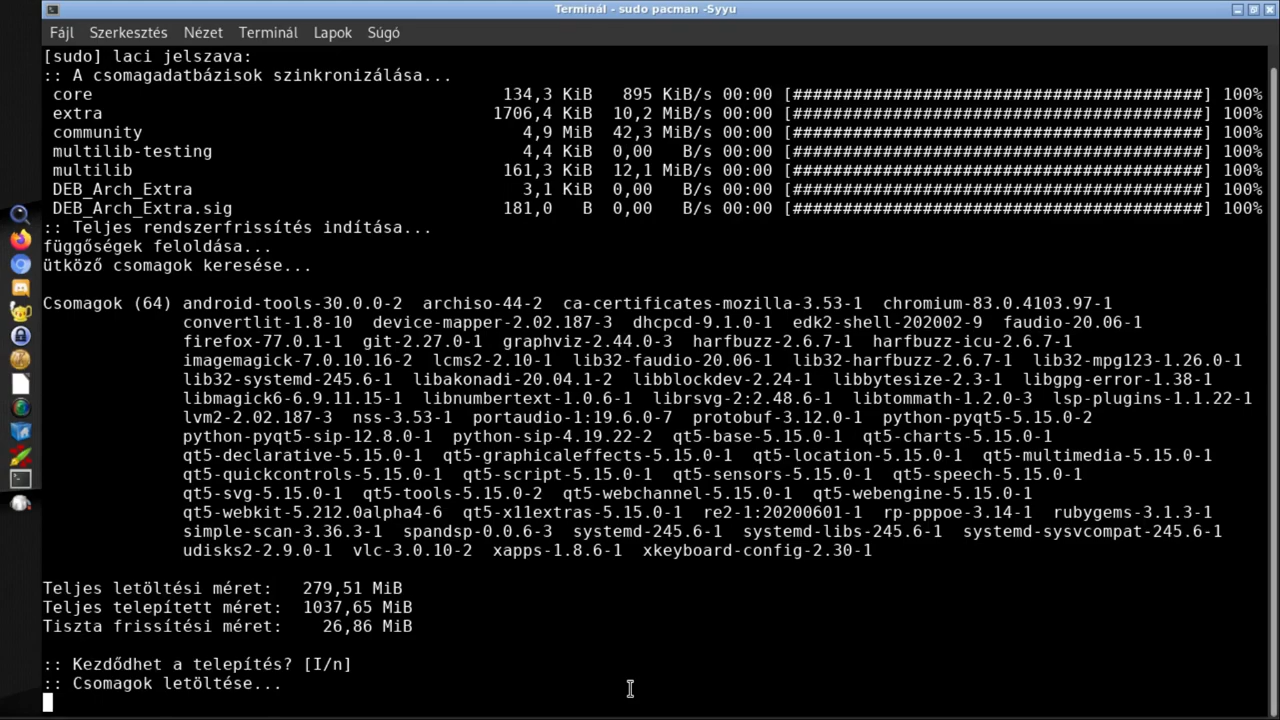 Terminál - sudo pacman -Syyu
Fájl Szerkesztés Nézet Terminál Lapok Súgó
[sudo] laci jelszava:
:: A csomagadatbázisok szinkronizálása...
core 134,3 KiB 895 KiB/s 00:00 [#########################################] 100%
extra 1706,4 KiB 10,2 MiB/s 00:00 [#########################################] 100%
community 4,9 MiB 42,3 MiB/s 00:00 [#########################################] 100%
multilib-testing 4,4 KiB 0,00 B/s 00:00 [#########################################] 100%
multilib 161,3 KiB 12,1 MiB/s 00:00 [#########################################] 100%
DEB_Arch_Extra 3,1 KiB 0,00 B/s 00:00 [#########################################] 100%
DEB_Arch_Extra.sig 181,0 B 0,00 B/s 00:00 [#########################################] 100%
:: Teljes rendszerfrissítés indítása...
függőségek feloldása...
ütköző csomagok keresése...
Csomagok (64) android-tools-30.0.0-2 archiso-44-2 ca-certificates-mozilla-3.53-1 chromium-83.0.4103.97-1
convertlit-1.8-10 device-mapper-2.02.187-3 dhcpcd-9.1.0-1 edk2-shell-202002-9 faudio-20.06-1
firefox-77.0.1-1 git-2.27.0-1 graphviz-2.44.0-3 harfbuzz-2.6.7-1 harfbuzz-icu-2.6.7-1
imagemagick-7.0.10.16-2 lcms2-2.10-1 lib32-faudio-20.06-1 lib32-harfbuzz-2.6.7-1 lib32-mpg123-1.26.0-1
lib32-systemd-245.6-1 libakonadi-20.04.1-2 libblockdev-2.24-1 libbytesize-2.3-1 libgpg-error-1.38-1
libmagick6-6.9.11.15-1 libnumbertext-1.0.6-1 librsvg-2:2.48.6-1 libtommath-1.2.0-3 lsp-plugins-1.1.22-1
lvm2-2.02.187-3 nss-3.53-1 portaudio-1:19.6.0-7 protobuf-3.12.0-1 python-pyqt5-5.15.0-2
python-pyqt5-sip-12.8.0-1 python-sip-4.19.22-2 qt5-base-5.15.0-1 qt5-charts-5.15.0-1
qt5-declarative-5.15.0-1 qt5-graphicaleffects-5.15.0-1 qt5-location-5.15.0-1 qt5-multimedia-5.15.0-1
qt5-quickcontrols-5.15.0-1 qt5-script-5.15.0-1 qt5-sensors-5.15.0-1 qt5-speech-5.15.0-1
qt5-svg-5.15.0-1 qt5-tools-5.15.0-2 qt5-webchannel-5.15.0-1 qt5-webengine-5.15.0-1
qt5-webkit-5.212.0alpha4-6 qt5-x11extras-5.15.0-1 re2-1:20200601-1 rp-pppoe-3.14-1 rubygems-3.1.3-1
simple-scan-3.36.3-1 spandsp-0.0.6-3 systemd-245.6-1 systemd-libs-245.6-1 systemd-sysvcompat-245.6-1
udisks2-2.9.0-1 vlc-3.0.10-2 xapps-1.8.6-1 xkeyboard-config-2.30-1
Teljes letöltési méret: 279,51 MiB
Teljes telepített méret: 1037,65 MiB
Tiszta frissítési méret: 26,86 MiB
:: Kezdődhet a telepítés? [I/n]
:: Csomagok letöltése...